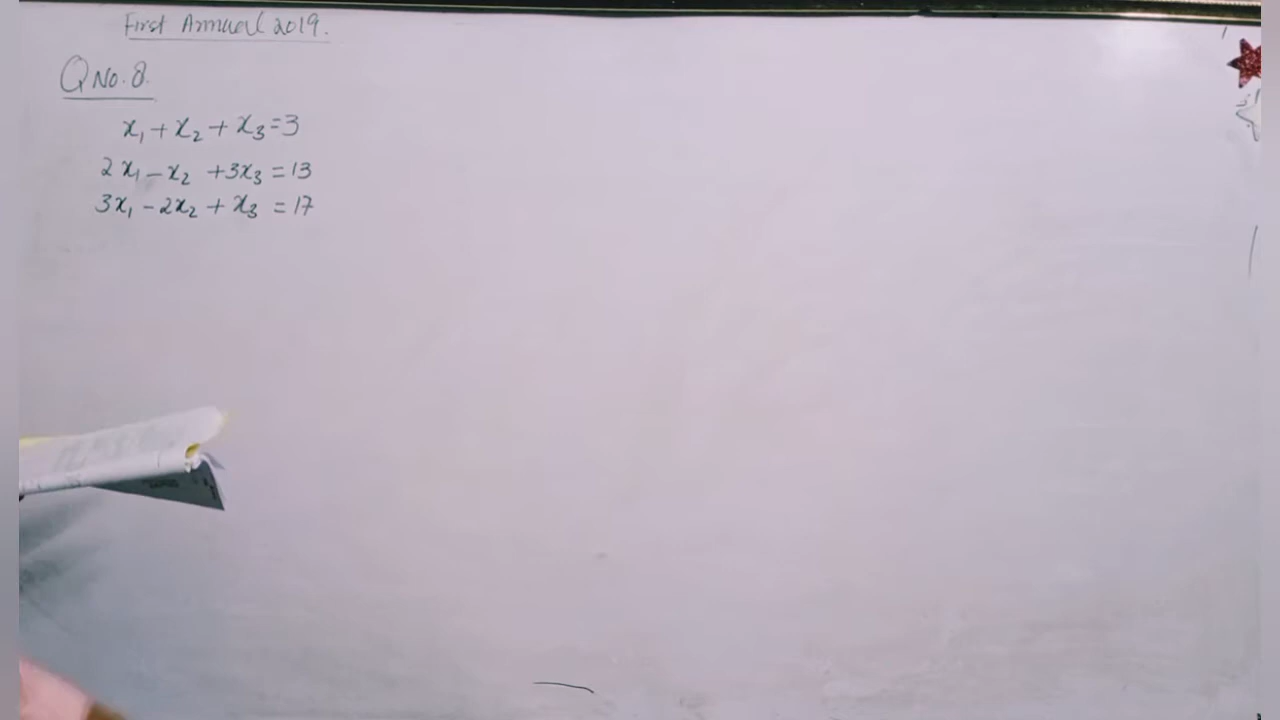 First Annual 2019.
Q No. 8.
x₁ + x₂ + x₃ = 3
2x₁ - x₂ + 3x₃ = 13
3x₁ - 2x₂ + x₃ = 17